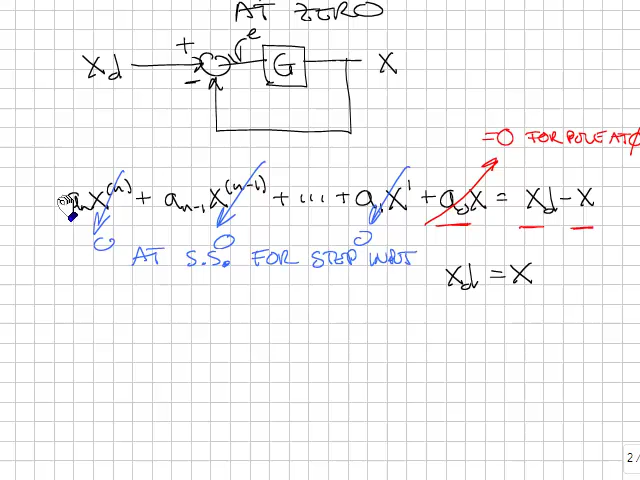 AT ZERO
+ e
Xd G X
-
=0 FOR POLE AT φ
aₙX⁽ⁿ⁾ + aₙ₋₁X⁽ⁿ⁻¹⁾ + ... + a₁X' + a₀X = Xd - X
0 0 0
AT S.S. FOR STEP INPUT
Xd = X
2/